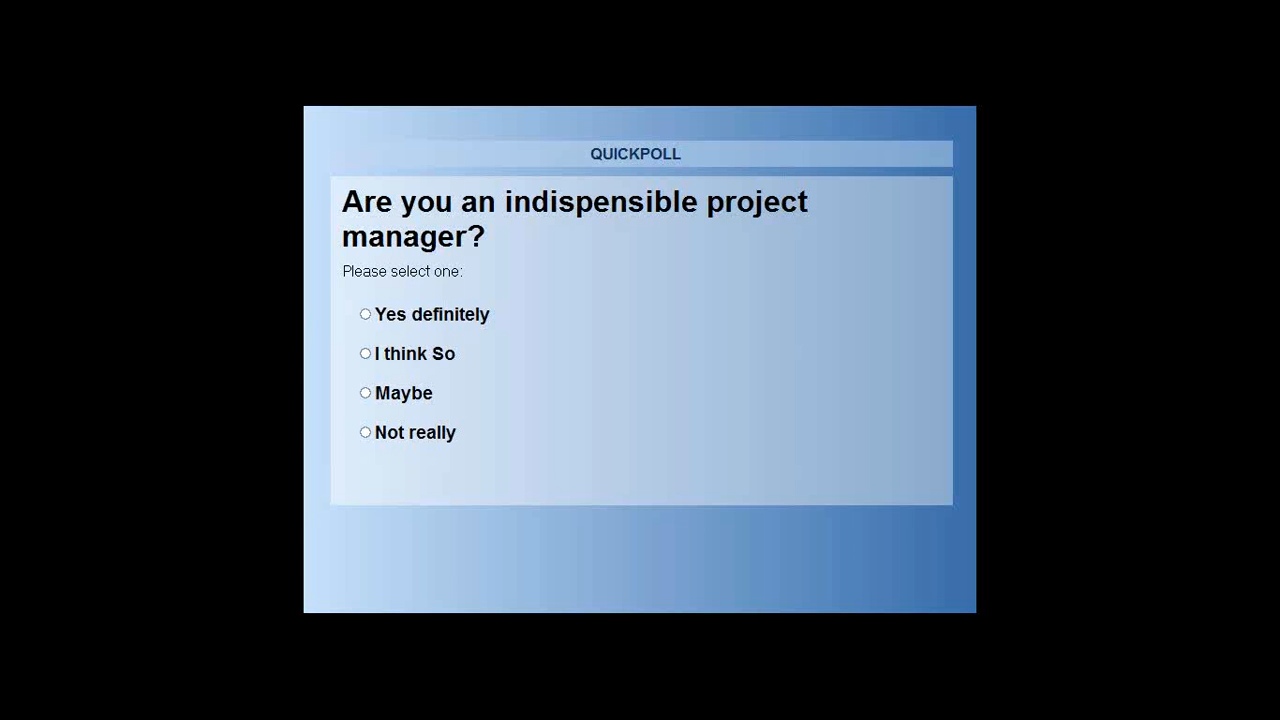 QUICKPOLL
Are you an indispensible project
manager?
Please select one:
Yes definitely
I think So
Maybe
Not really